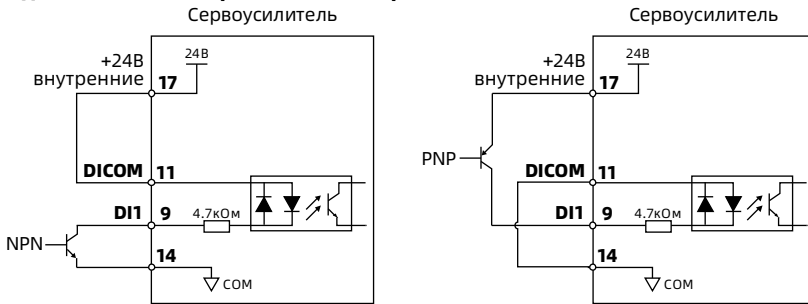 Сервоусилитель
+24В
внутренние
17
24В
DICOM
11
DI1
9
4.7кОм
NPN
14
COM
Сервоусилитель
+24В
внутренние
17
24В
PNP
DICOM
11
DI1
9
4.7кОм
14
COM